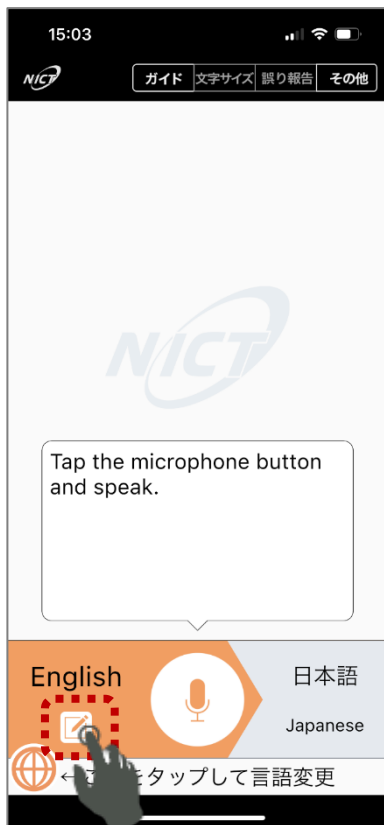 15:03
NICT
ガイド 文字サイズ 誤り報告 その他
NICT
Tap the microphone button
and speak.
English
日本語
Japanese
←こ タップして言語変更